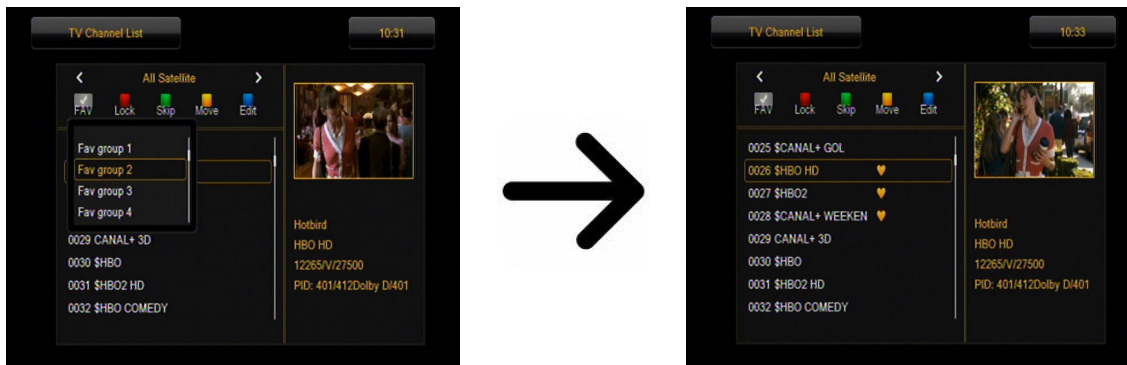 TV Channel List
10:31
All Satellite
FAV Lock Skip Move Edit
Fav group 1
Fav group 2
Fav group 3
Fav group 4
0029 CANAL+ 3D
0030 $HBO
0031 $HBO2 HD
0032 $HBO COMEDY
Hotbird
HBO HD
12265/V/27500
PID: 401/412Dolby D/401
TV Channel List
10:33
All Satellite
FAV Lock Skip Move Edit
0025 $CANAL+ GOL
0026 $HBO HD
0027 $HBO2
0028 $CANAL+ WEEKEN
0029 CANAL+ 3D
0030 $HBO
0031 $HBO2 HD
0032 $HBO COMEDY
Hotbird
HBO HD
12265/V/27500
PID: 401/412Dolby D/401